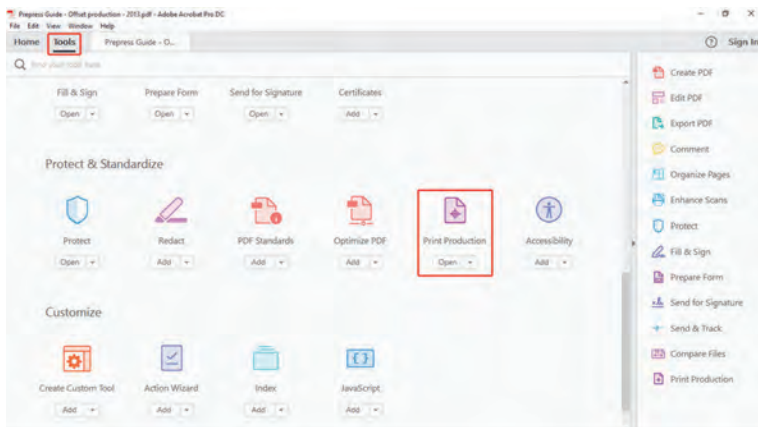 Prepress Guide - Offset production - 2013.pdf - Adobe Acrobat Pro DC
File Edit View Window Help
Home Tools Prepress Guide - O... Sign In
Find your tool here
Fill & Sign Prepare Form Send for Signature Certificates
Open Open Open Add
Protect & Standardize
Protect Redact PDF Standards Optimize PDF Print Production Accessibility
Open Add Add Add Open Add
Customize
Create Custom Tool Action Wizard Index JavaScript
Add Add Add Add
Create PDF
Edit PDF
Export PDF
Comment
Organize Pages
Enhance Scans
Protect
Fill & Sign
Prepare Form
Send for Signature
Send & Track
Compare Files
Print Production